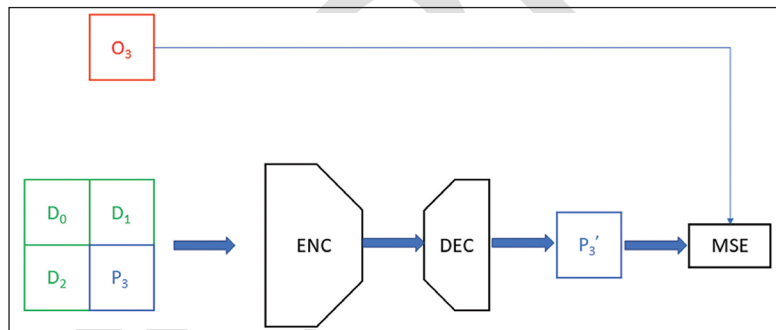 O₃
D₀ D₁
D₂ P₃
ENC
DEC
P₃'
MSE